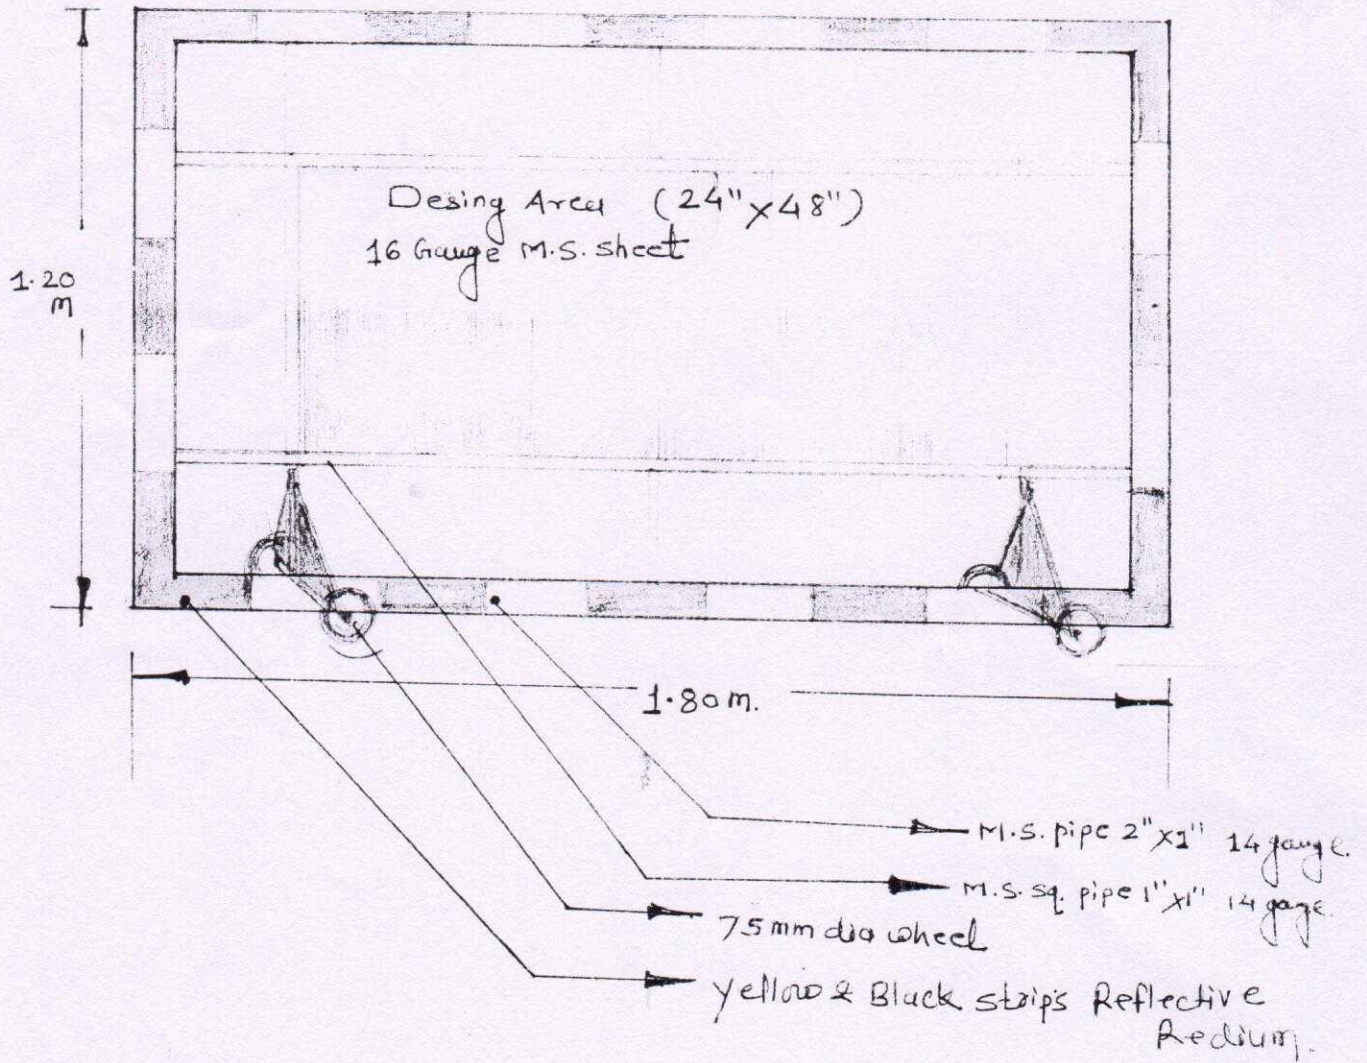 Desing Area (24"x48")
16 Gauge M.S. sheet
1.20
m
1.80m.
M.S. pipe 2"x1" 14 gauge.
M.S. sq. pipe 1"x1" 14 gage.
75mm dia wheel
Yellow & Black strips Reflective
Redium.